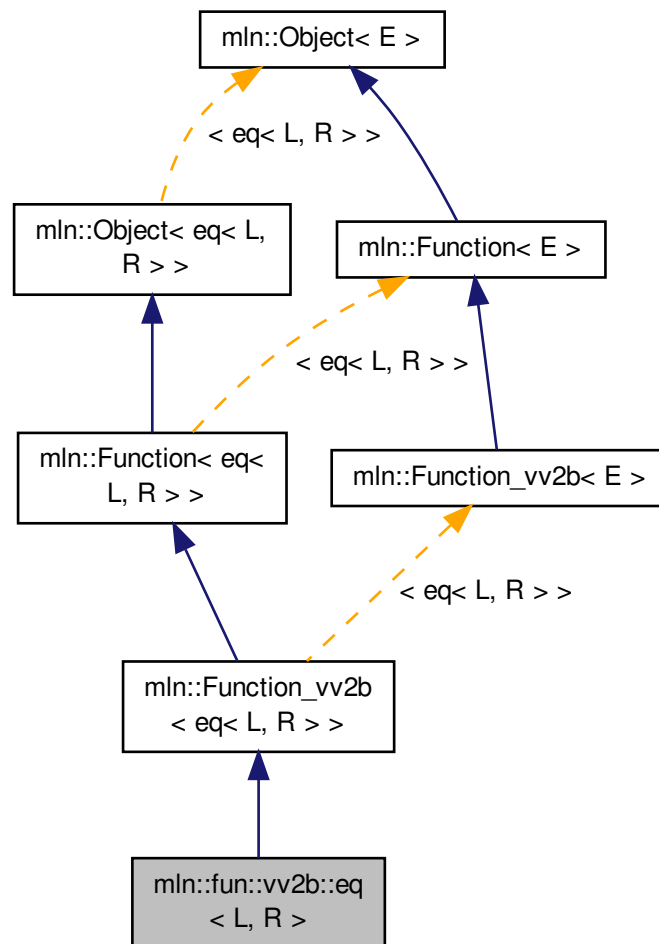 mln::Object< E >
< eq< L, R > >
mln::Object< eq< L,
R > >
mln::Function< E >
< eq< L, R > >
mln::Function< eq<
L, R > >
mln::Function_vv2b< E >
< eq< L, R > >
mln::Function_vv2b
< eq< L, R > >
mln::fun::vv2b::eq
< L, R >